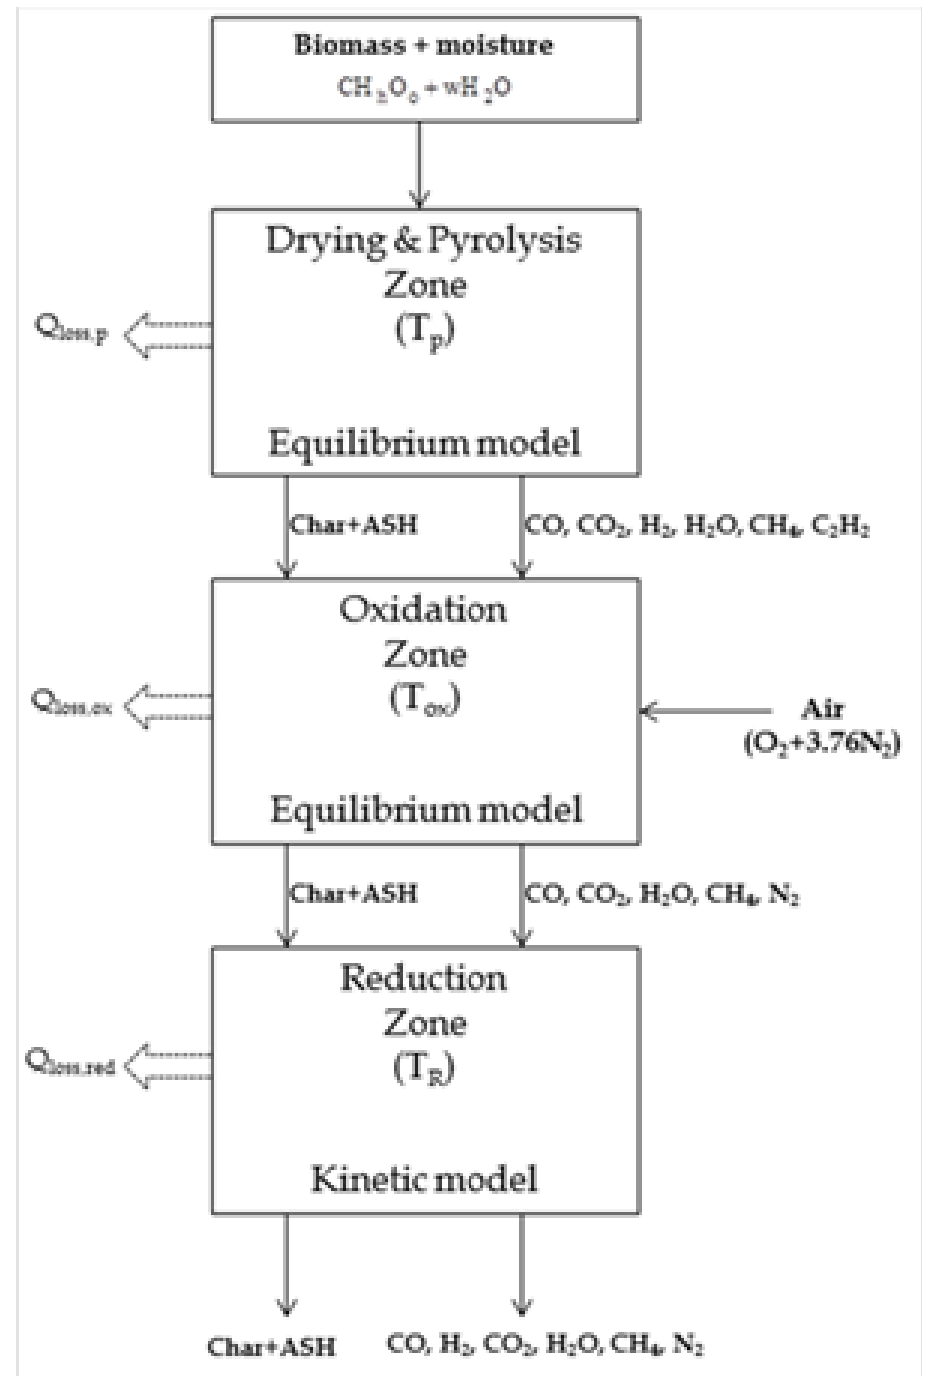 Biomass + moisture
CHₕOₒ + wH₂O
Drying & Pyrolysis
Zone
(Tₚ)
Qₗₒₛₛ,ₚ
Equilibrium model
Char+ASH
CO, CO₂, H₂, H₂O, CH₄, C₂H₂
Oxidation
Zone
(Tₒₓ)
Qₗₒₛₛ,ₒₓ
Air
(O₂+3.76N₂)
Equilibrium model
Char+ASH
CO, CO₂, H₂O, CH₄, N₂
Reduction
Zone
(T_R)
Q_loss,red
Kinetic model
Char+ASH
CO, H₂, CO₂, H₂O, CH₄, N₂